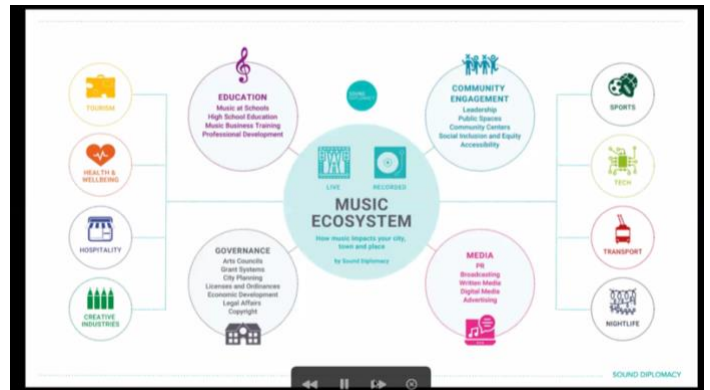 TOURISM
HEALTH &
WELLBEING
HOSPITALITY
CREATIVE
INDUSTRIES
EDUCATION
Music at Schools
High School Education
Music Business Training
Professional Development
GOVERNANCE
Arts Councils
Grant Systems
City Planning
Licenses and Ordinances
Economic Development
Legal Affairs
Copyright
SOUND
DIPLOMACY
LIVE
RECORDED
MUSIC
ECOSYSTEM
How music impacts your city,
town and place
by Sound Diplomacy
COMMUNITY
ENGAGEMENT
Leadership
Public Spaces
Community Centers
Social Inclusion and Equity
Accessibility
MEDIA
PR
Broadcasting
Written Media
Digital Media
Advertising
SPORTS
TECH
TRANSPORT
NIGHTLIFE
SOUND DIPLOMACY